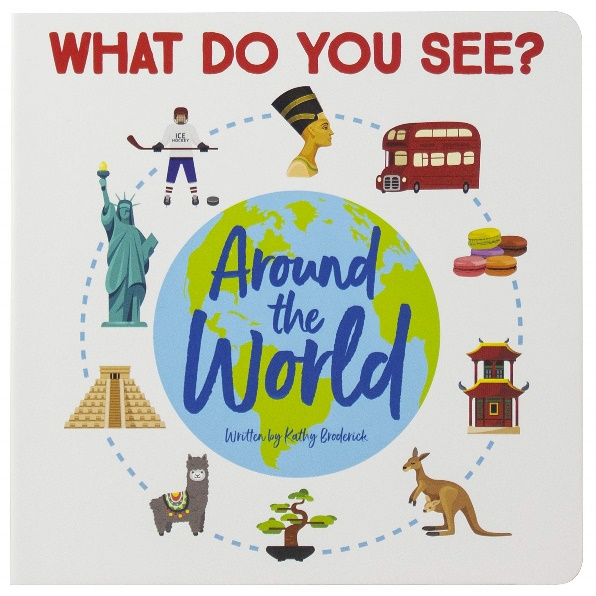 WHAT DO YOU SEE?
ICE
HOCKEY
Around
the
World
Written by Kathy Broderick